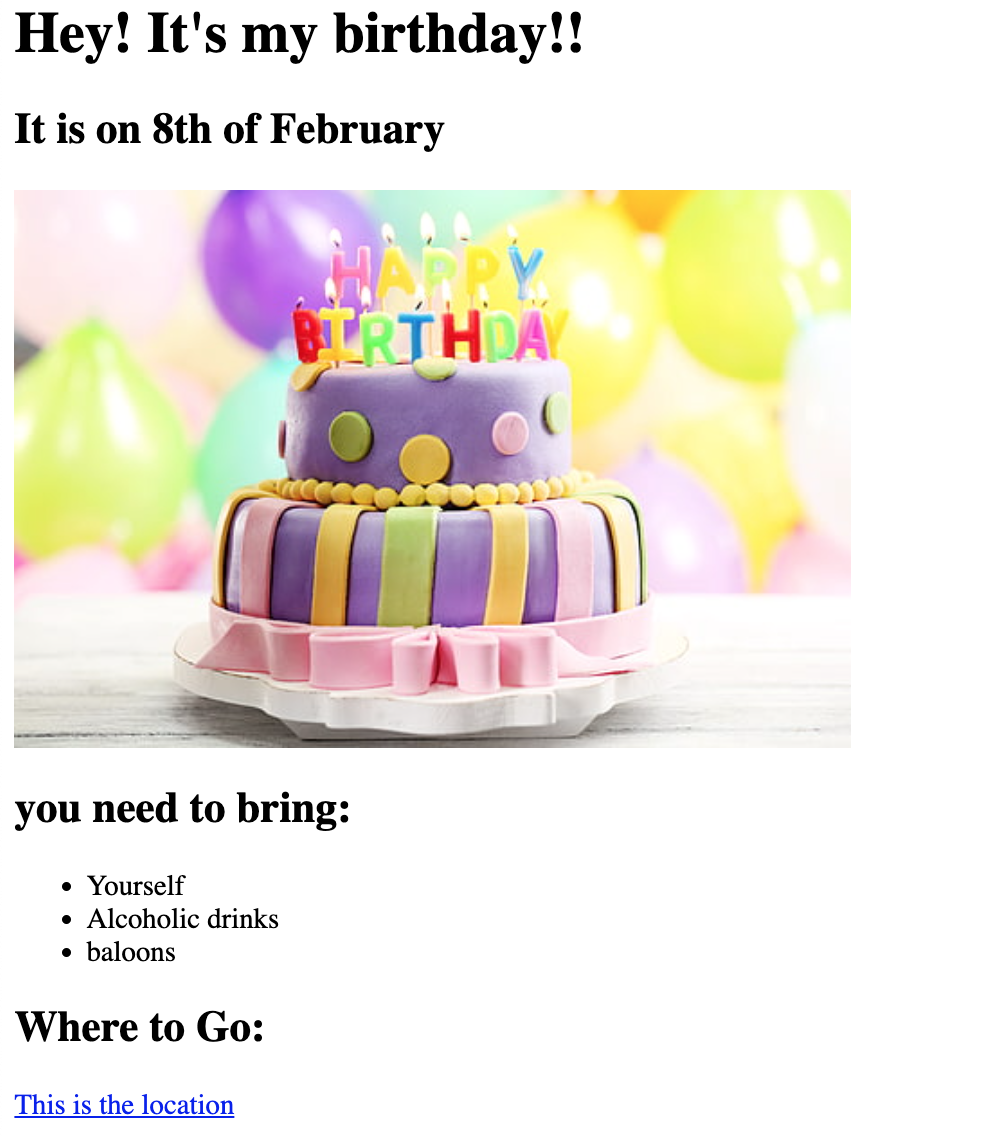 Hey! It's my birthday!!
It is on 8th of February
HAPPY
BIRTHDAY
you need to bring:
Yourself
Alcoholic drinks
baloons
Where to Go:
This is the location